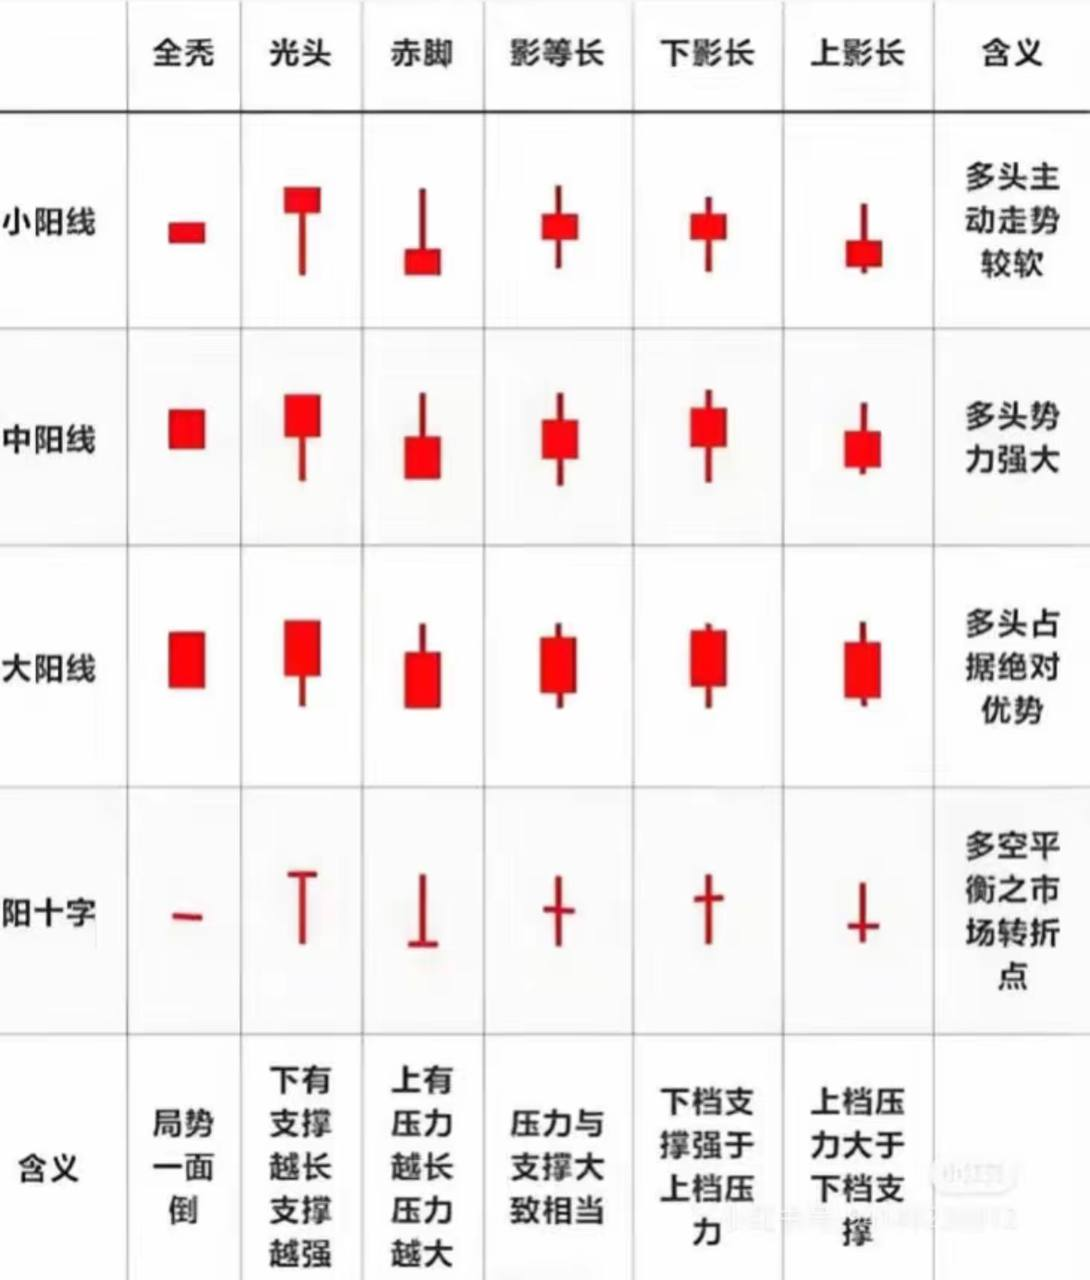 全秃 光头 赤脚 影等长 下影长 上影长 含义
小阳线
多头主
动走势
较软
中阳线
多头势
力强大
大阳线
多头占
据绝对
优势
阳十字
多空平
衡之市
场转折
点
含义
局势
一面
倒
下有
支撑
越长
支撑
越强
上有
压力
越长
压力
越大
压力与
支撑大
致相当
下档支
撑强于
上档压
力
上档压
力大于
下档支
撑
小红书